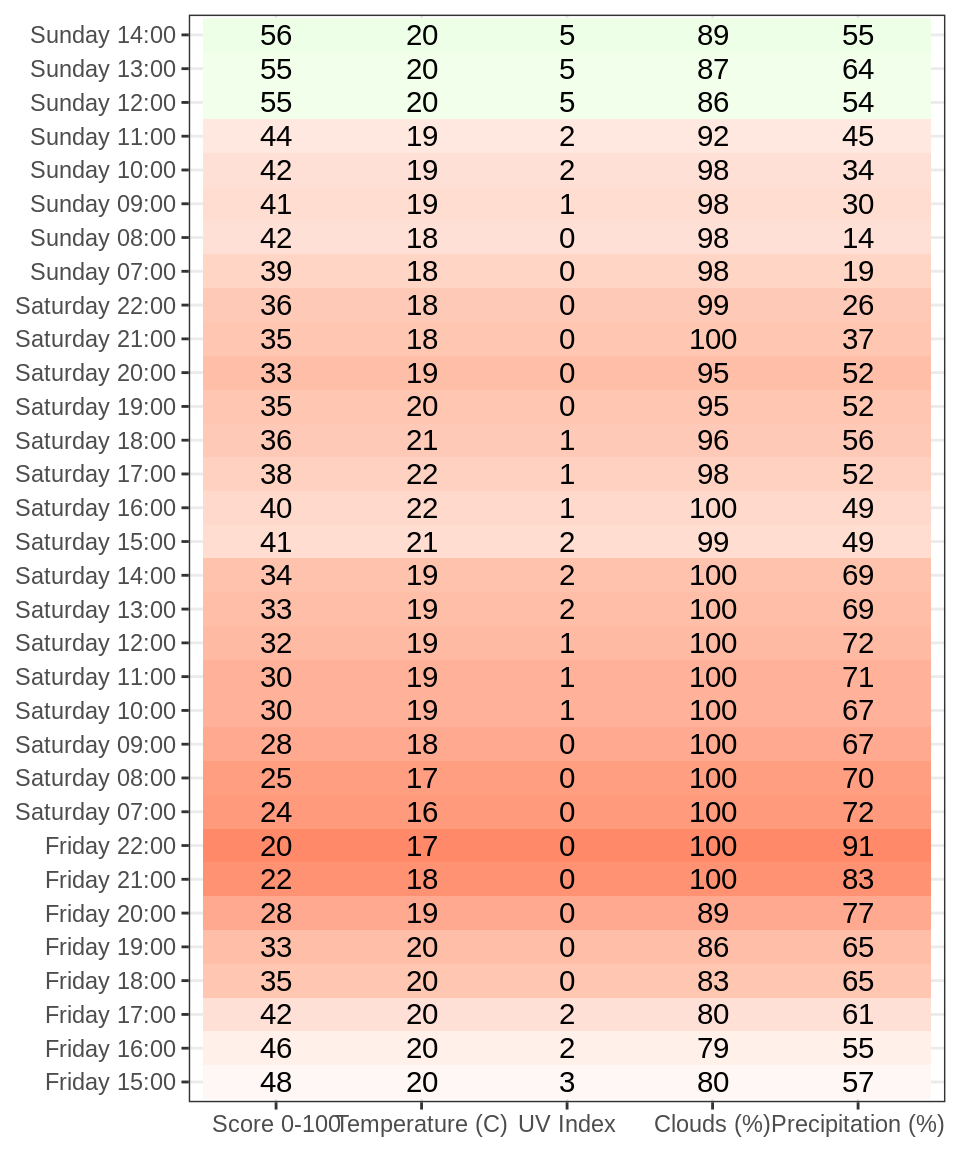 Sunday 14:00 56 20 5 89 55
Sunday 13:00 55 20 5 87 64
Sunday 12:00 55 20 5 86 54
Sunday 11:00 44 19 2 92 45
Sunday 10:00 42 19 2 98 34
Sunday 09:00 41 19 1 98 30
Sunday 08:00 42 18 0 98 14
Sunday 07:00 39 18 0 98 19
Saturday 22:00 36 18 0 99 26
Saturday 21:00 35 18 0 100 37
Saturday 20:00 33 19 0 95 52
Saturday 19:00 35 20 0 95 52
Saturday 18:00 36 21 1 96 56
Saturday 17:00 38 22 1 98 52
Saturday 16:00 40 22 1 100 49
Saturday 15:00 41 21 2 99 49
Saturday 14:00 34 19 2 100 69
Saturday 13:00 33 19 2 100 69
Saturday 12:00 32 19 1 100 72
Saturday 11:00 30 19 1 100 71
Saturday 10:00 30 19 1 100 67
Saturday 09:00 28 18 0 100 67
Saturday 08:00 25 17 0 100 70
Saturday 07:00 24 16 0 100 72
Friday 22:00 20 17 0 100 91
Friday 21:00 22 18 0 100 83
Friday 20:00 28 19 0 89 77
Friday 19:00 33 20 0 86 65
Friday 18:00 35 20 0 83 65
Friday 17:00 42 20 2 80 61
Friday 16:00 46 20 2 79 55
Friday 15:00 48 20 3 80 57
Score 0-100 Temperature (C) UV Index Clouds (%) Precipitation (%)